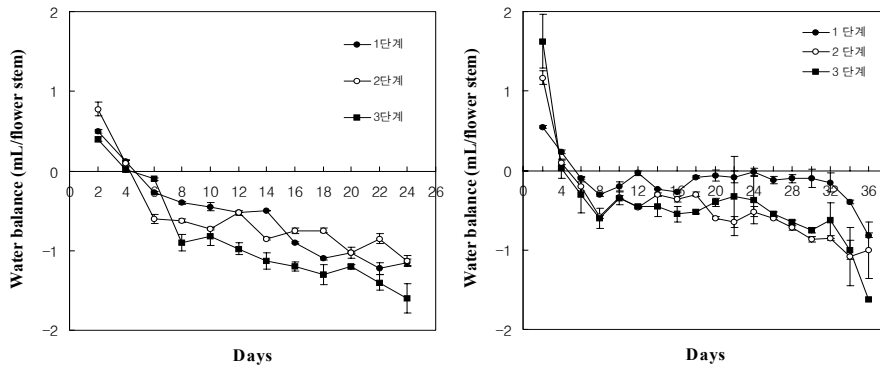 Water balance (mL/flower stem)
2
1
0
-1
-2
0 2 4 6 8 10 12 14 16 18 20 22 24 26
1단계
2단계
3단계
Days
Water balance (mL/flower stem)
2
1
0
-1
-2
0 4 8 12 16 20 24 28 32 36
1 단계
2 단계
3 단계
Days